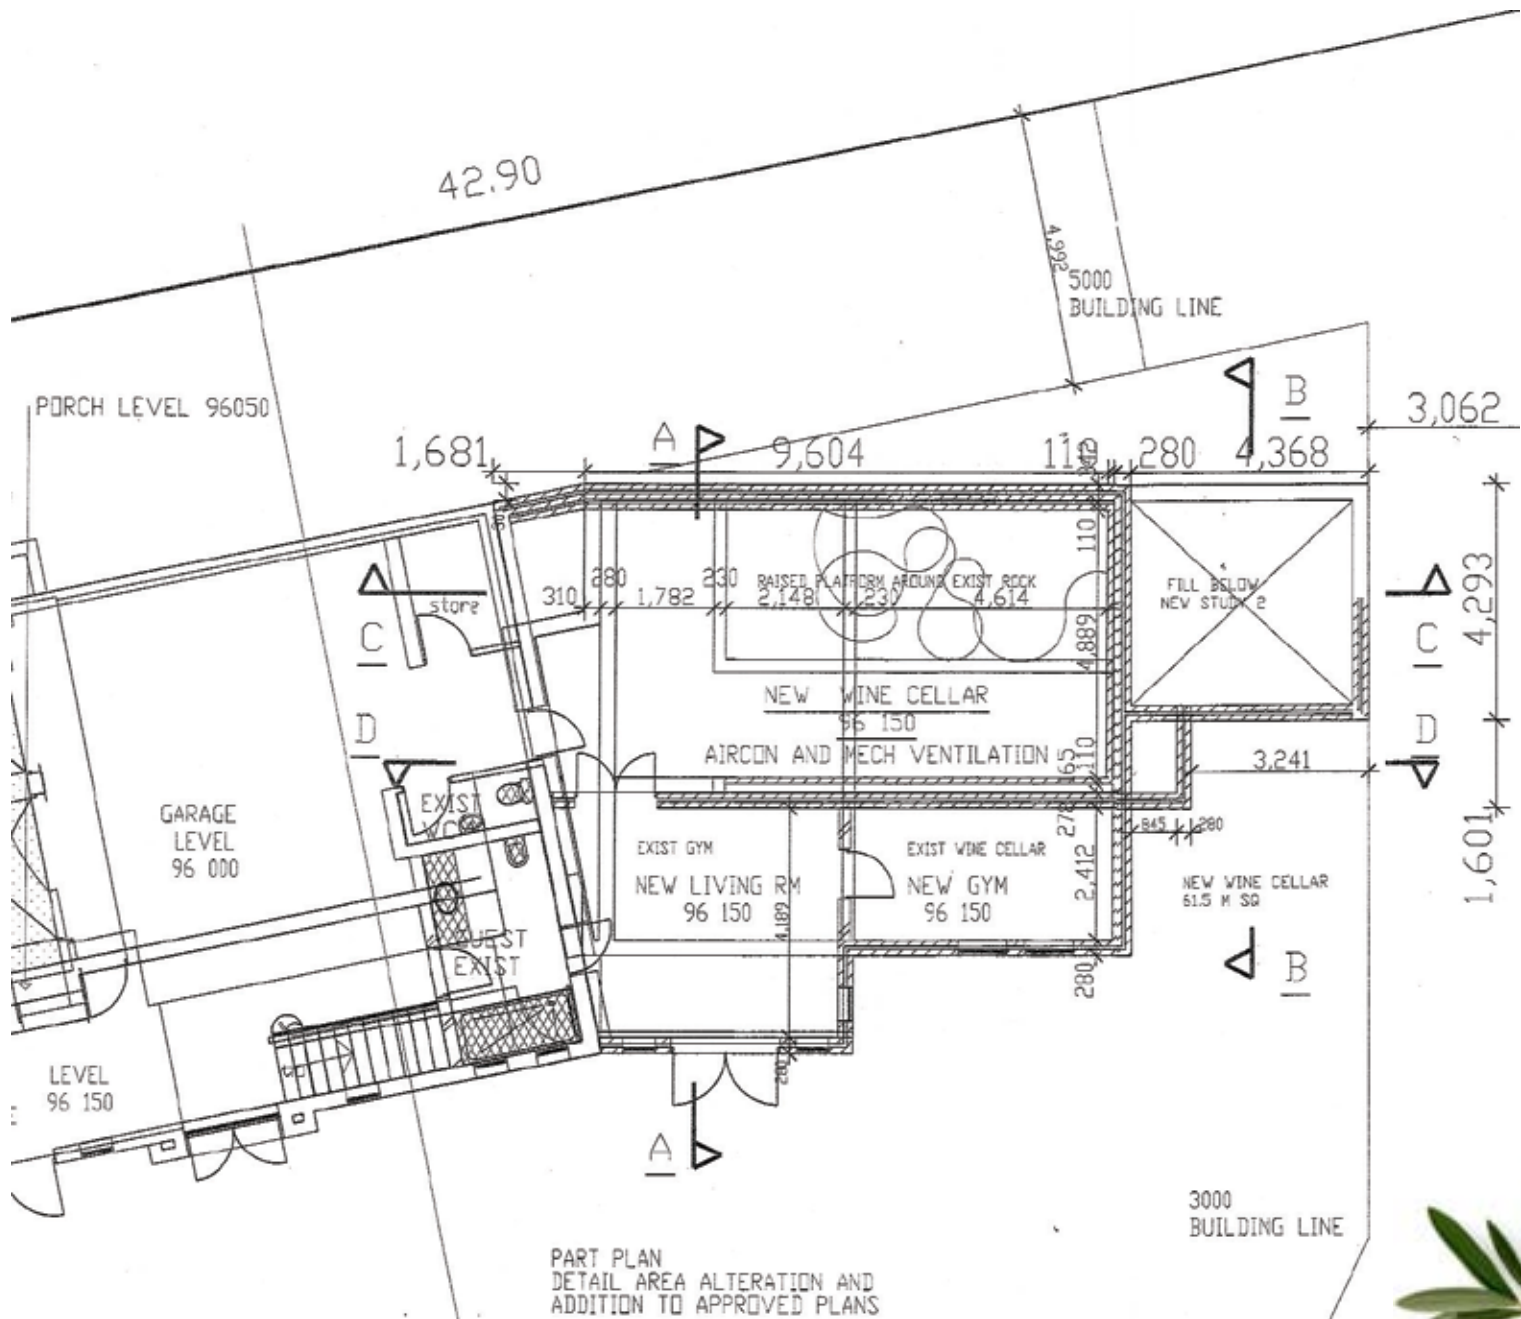 42.90
4,992
5000
BUILDING LINE
PORCH LEVEL 96050
B
3,062
A
1,681
9,604
280
4,368
110
280
230
RAISED PLATFORM AROUND EXIST ROCK
310
1,782
2,148
230
4,614
FILL BELOW
NEW STUDY 2
store
C
C
4,293
4,889
NEW WINE CELLAR
96 150
AIRCON AND MECH VENTILATION
D
D
65
110
3,241
GARAGE
LEVEL
96 000
EXIST
278
845
280
EXIST GYM
EXIST WINE CELLAR
NEW LIVING RM
96 150
NEW GYM
96 150
2,412
4,189
NEW WINE CELLAR
61.5 M SQ
1,601
GUEST
EXIST
280
B
280
LEVEL
96 150
A
3000
BUILDING LINE
PART PLAN
DETAIL AREA ALTERATION AND
ADDITION TO APPROVED PLANS